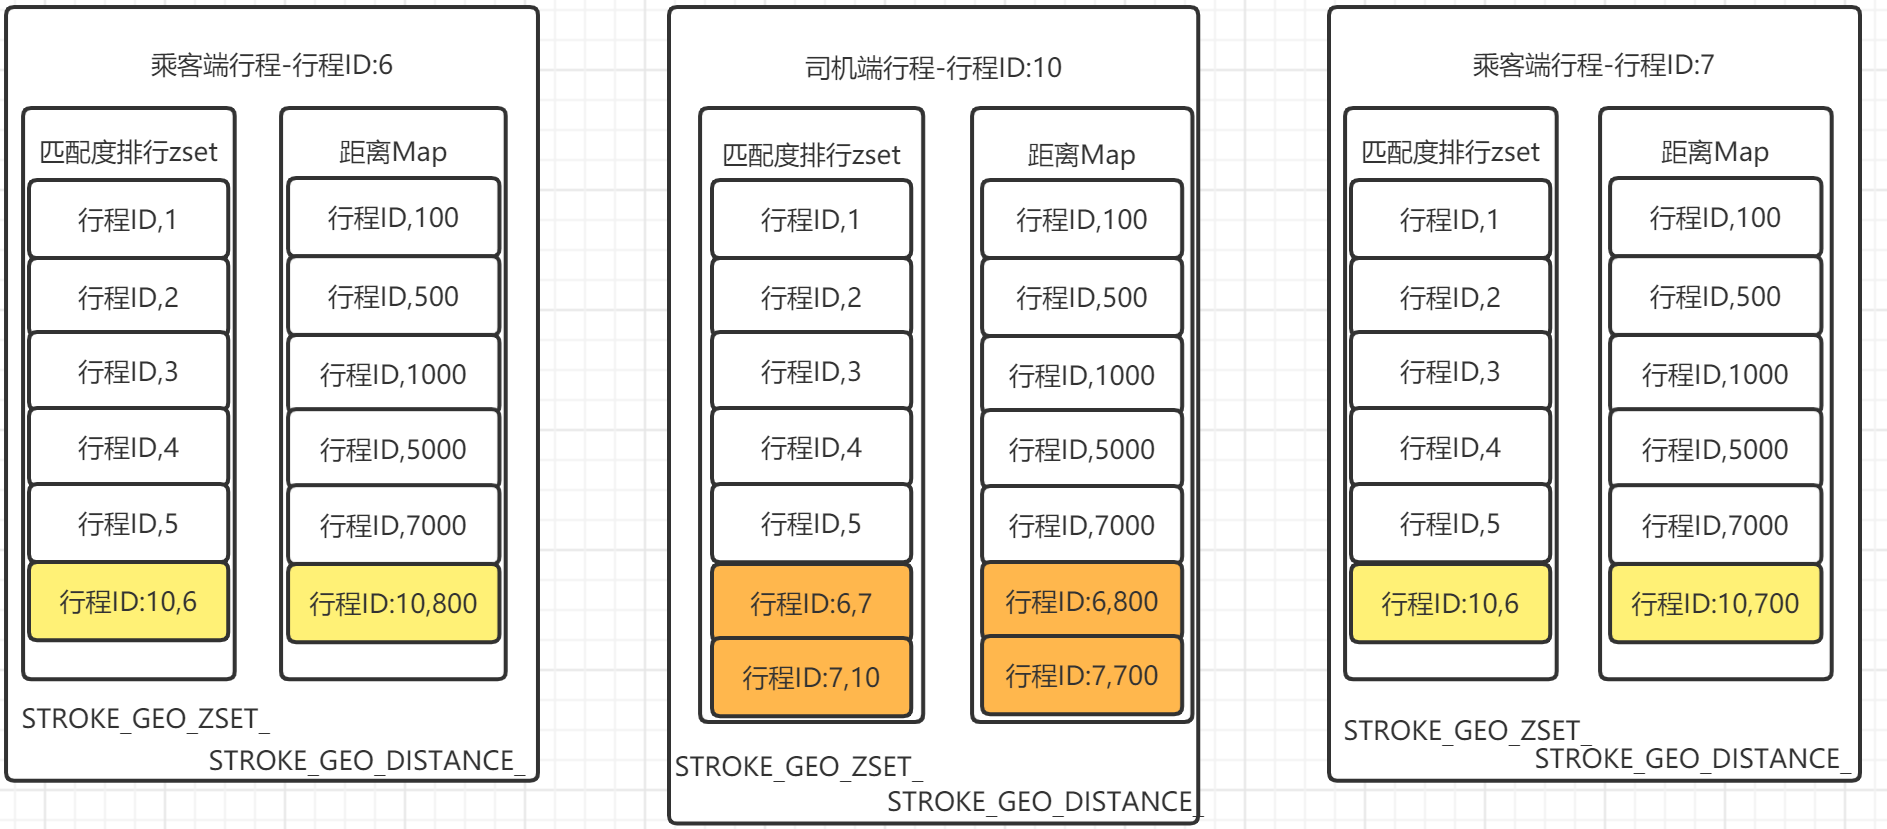 乘客端行程-行程ID:6
匹配度排行zset
行程ID,1
行程ID,2
行程ID,3
行程ID,4
行程ID,5
行程ID:10,6
距离Map
行程ID,100
行程ID,500
行程ID,1000
行程ID,5000
行程ID,7000
行程ID:10,800
STROKE_GEO_ZSET_
STROKE_GEO_DISTANCE_
司机端行程-行程ID:10
匹配度排行zset
行程ID,1
行程ID,2
行程ID,3
行程ID,4
行程ID,5
行程ID:6,7
行程ID:7,10
距离Map
行程ID,100
行程ID,500
行程ID,1000
行程ID,5000
行程ID,7000
行程ID:6,800
行程ID:7,700
STROKE_GEO_ZSET_
STROKE_GEO_DISTANCE_
乘客端行程-行程ID:7
匹配度排行zset
行程ID,1
行程ID,2
行程ID,3
行程ID,4
行程ID,5
行程ID:10,6
距离Map
行程ID,100
行程ID,500
行程ID,1000
行程ID,5000
行程ID,7000
行程ID:10,700
STROKE_GEO_ZSET_
STROKE_GEO_DISTANCE_